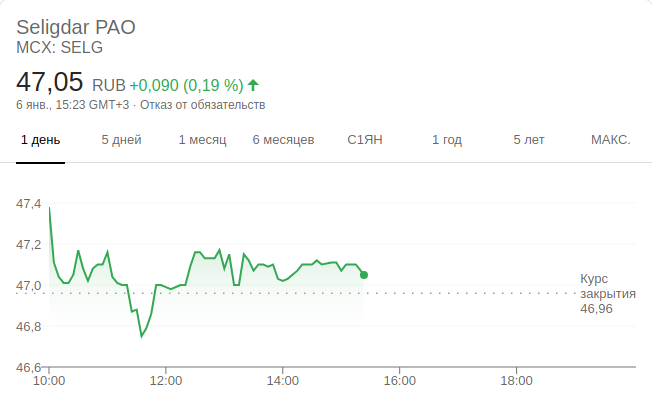 Seligdar PAO
MCX: SELG
47,05 RUB +0,090 (0,19 %)
6 янв., 15:23 GMT+3 · Отказ от обязательств
1 день 5 дней 1 месяц 6 месяцев С1ЯН 1 год 5 лет МАКС.
47,4
47,2
47,0
46,8
46,6
Курс
закрытия
46,96
10:00 12:00 14:00 16:00 18:00